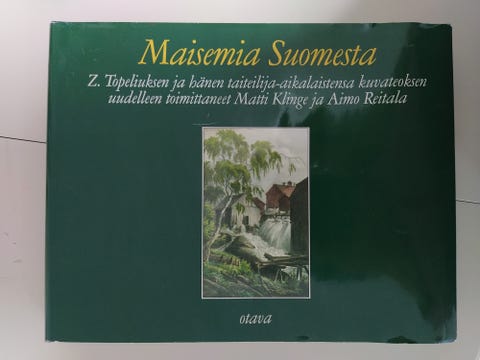 Maisemia Suomesta
Z. Topeliuksen ja hänen taiteilija-aikalaistensa kuvateoksen
uudelleen toimittaneet Matti Klinge ja Aimo Reitala
otava